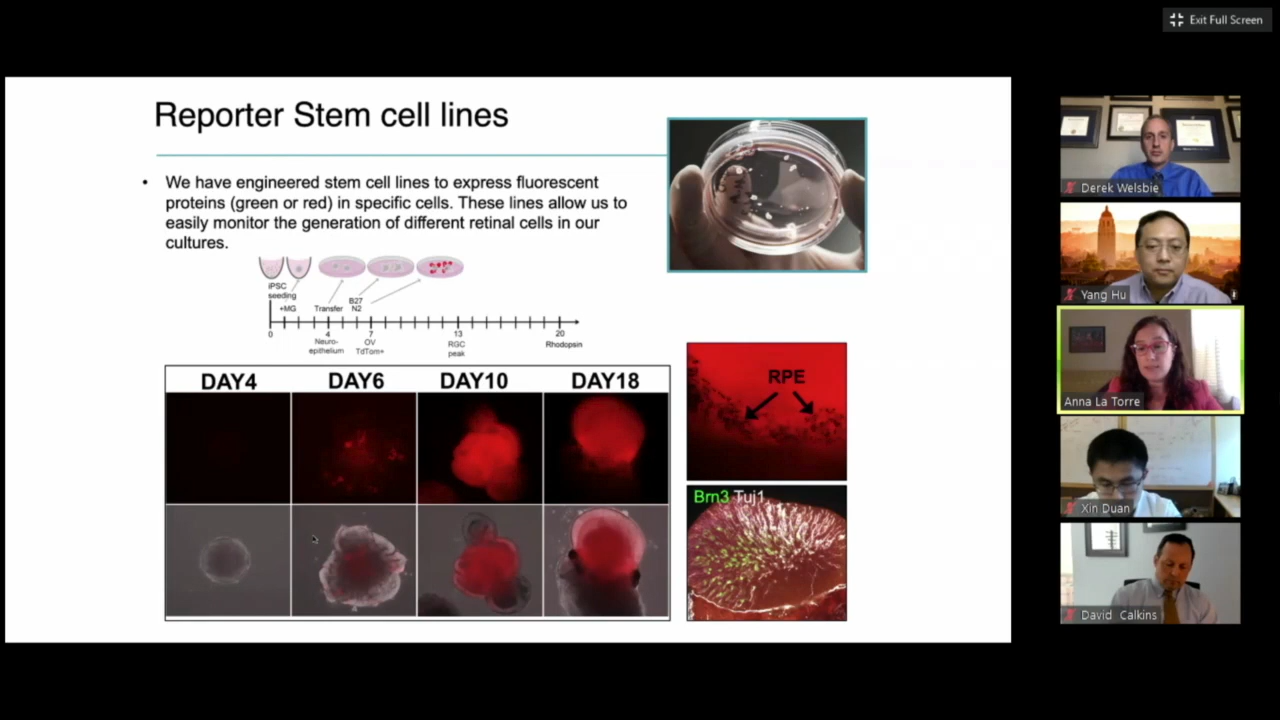 Exit Full Screen
Reporter Stem cell lines
• We have engineered stem cell lines to express fluorescent
proteins (green or red) in specific cells. These lines allow us to
easily monitor the generation of different retinal cells in our
cultures.
iPSC
seeding
+MG
Transfer
B27
N2
0 4 7 13 20
Neuro-
epithelium
OV
TdTom+
RGC
peak
Rhodopsin
DAY4 DAY6 DAY10 DAY18
RPE
Brn3 Tuj1
Derek Welsbie
Yang Hu
Anna La Torre
Xin Duan
David Calkins